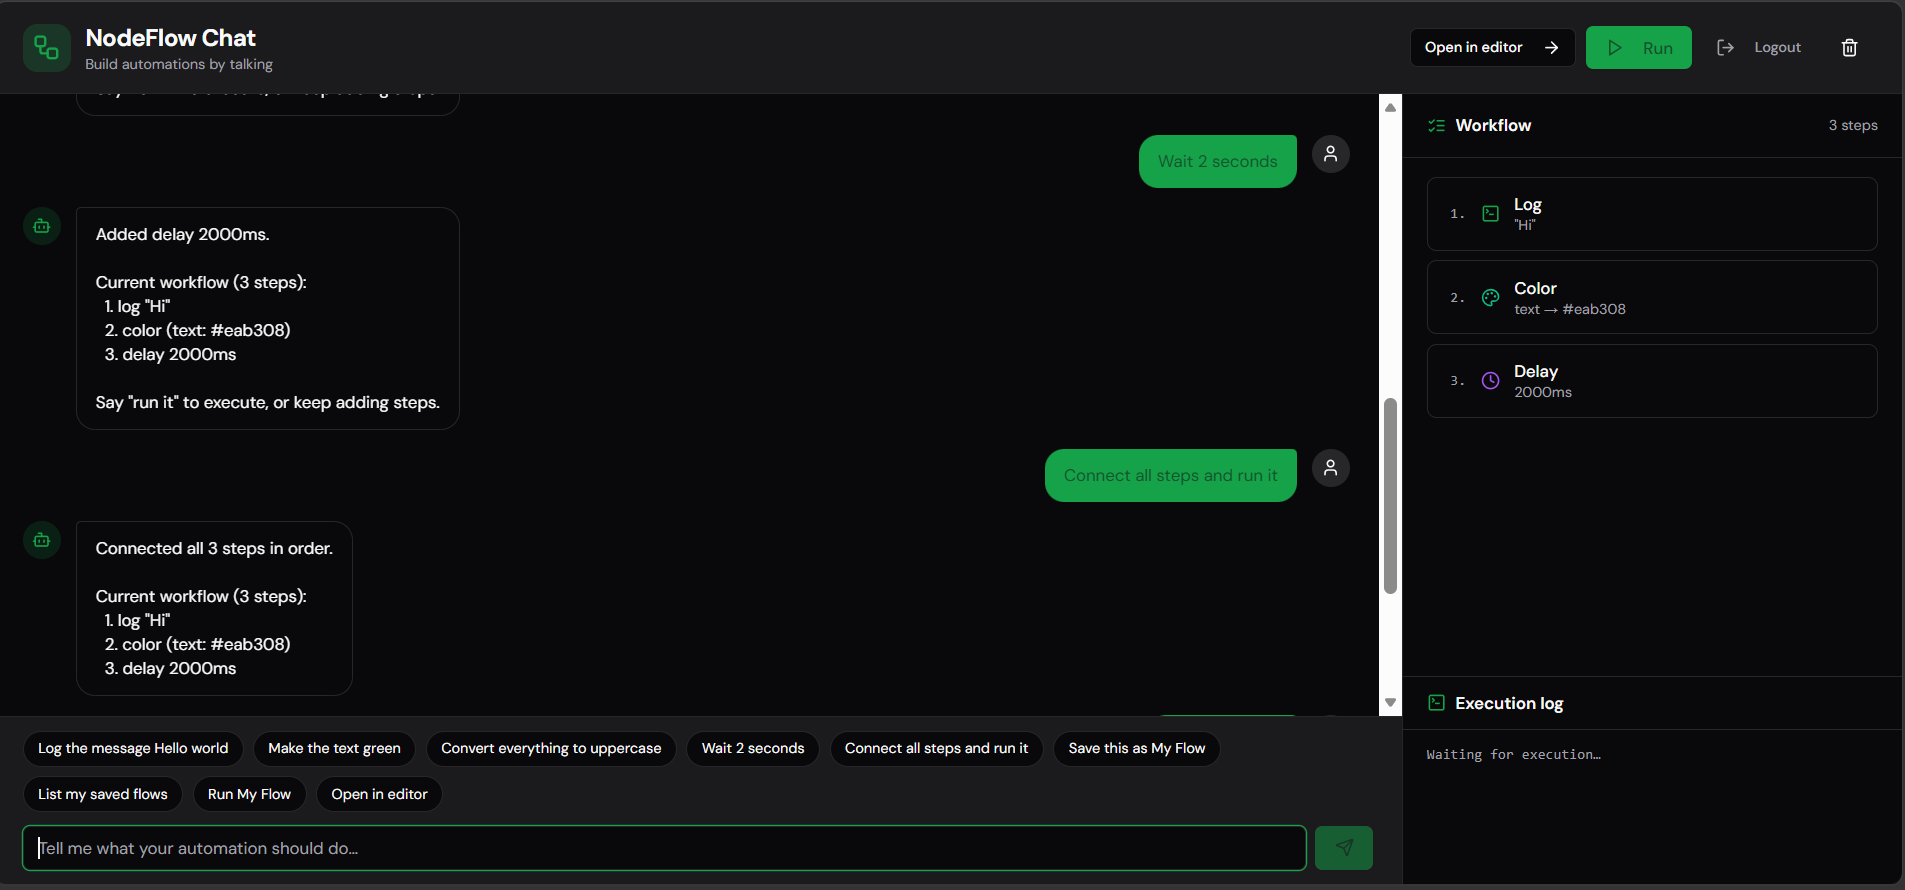 NodeFlow Chat
Build automations by talking
Open in editor
Run
Logout
Wait 2 seconds
Added delay 2000ms.
Current workflow (3 steps):
1. log "Hi"
2. color (text: #eab308)
3. delay 2000ms
Say "run it" to execute, or keep adding steps.
Connect all steps and run it
Connected all 3 steps in order.
Current workflow (3 steps):
1. log "Hi"
2. color (text: #eab308)
3. delay 2000ms
Log the message Hello world
Make the text green
Convert everything to uppercase
Wait 2 seconds
Connect all steps and run it
Save this as My Flow
List my saved flows
Run My Flow
Open in editor
Tell me what your automation should do...
Workflow
3 steps
1.
Log
"Hi"
2.
Color
text → #eab308
3.
Delay
2000ms
Execution log
Waiting for execution…